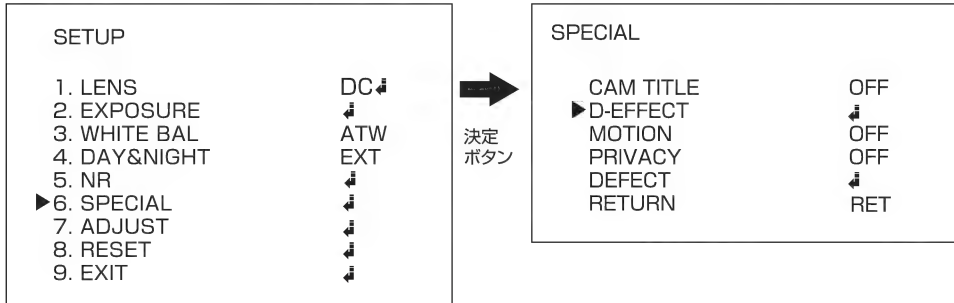 SETUP
1. LENS DC↲
2. EXPOSURE ↲
3. WHITE BAL ATW
4. DAY&NIGHT EXT
5. NR ↲
▶6. SPECIAL ↲
7. ADJUST ↲
8. RESET ↲
9. EXIT ↲
決定
ボタン
SPECIAL
CAM TITLE OFF
▶D-EFFECT ↲
MOTION OFF
PRIVACY OFF
DEFECT ↲
RETURN RET